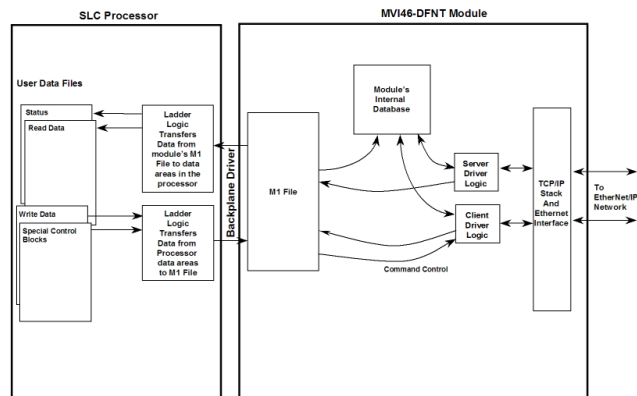 SLC Processor
MVI46-DFNT Module
User Data Files
Status
Read Data
Write Data
Special Control
Blocks
Ladder
Logic
Transfers
Data from
module's M1
File to data
areas in the
processor
Ladder
Logic
Transfers
Data from
Processor
data areas
to M1 File
Backplane Driver
M1 File
Module's
Internal
Database
Server
Driver
Logic
Client
Driver
Logic
Command Control
TCP/IP
Stack
And
Ethernet
Interface
To
EtherNet/IP
Network